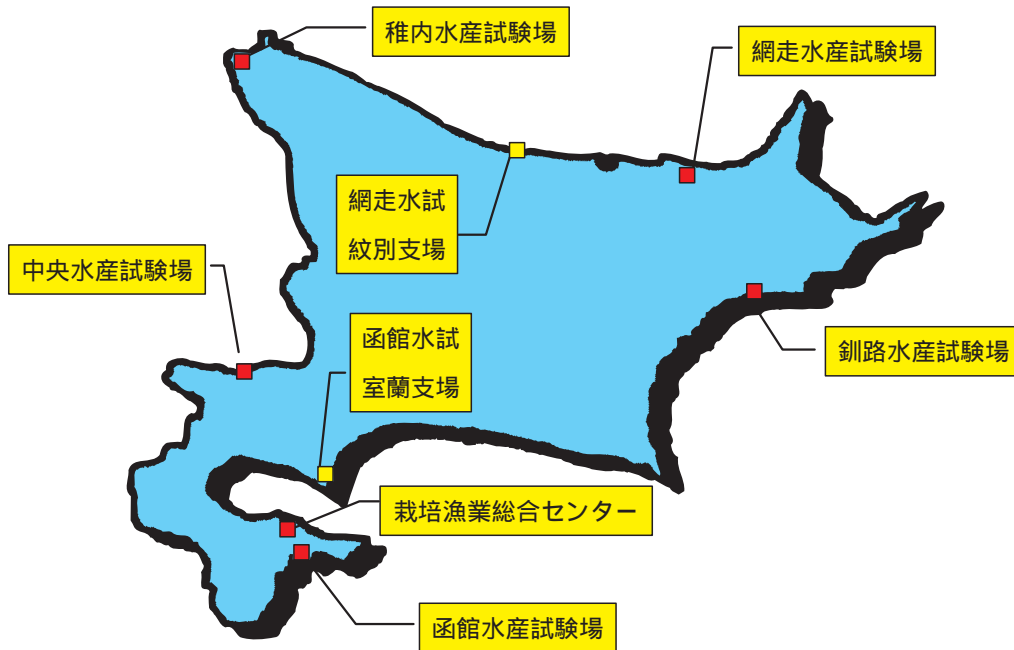 稚内水産試験場
網走水産試験場
網走水試
紋別支場
中央水産試験場
函館水試
室蘭支場
釧路水産試験場
栽培漁業総合センター
函館水産試験場